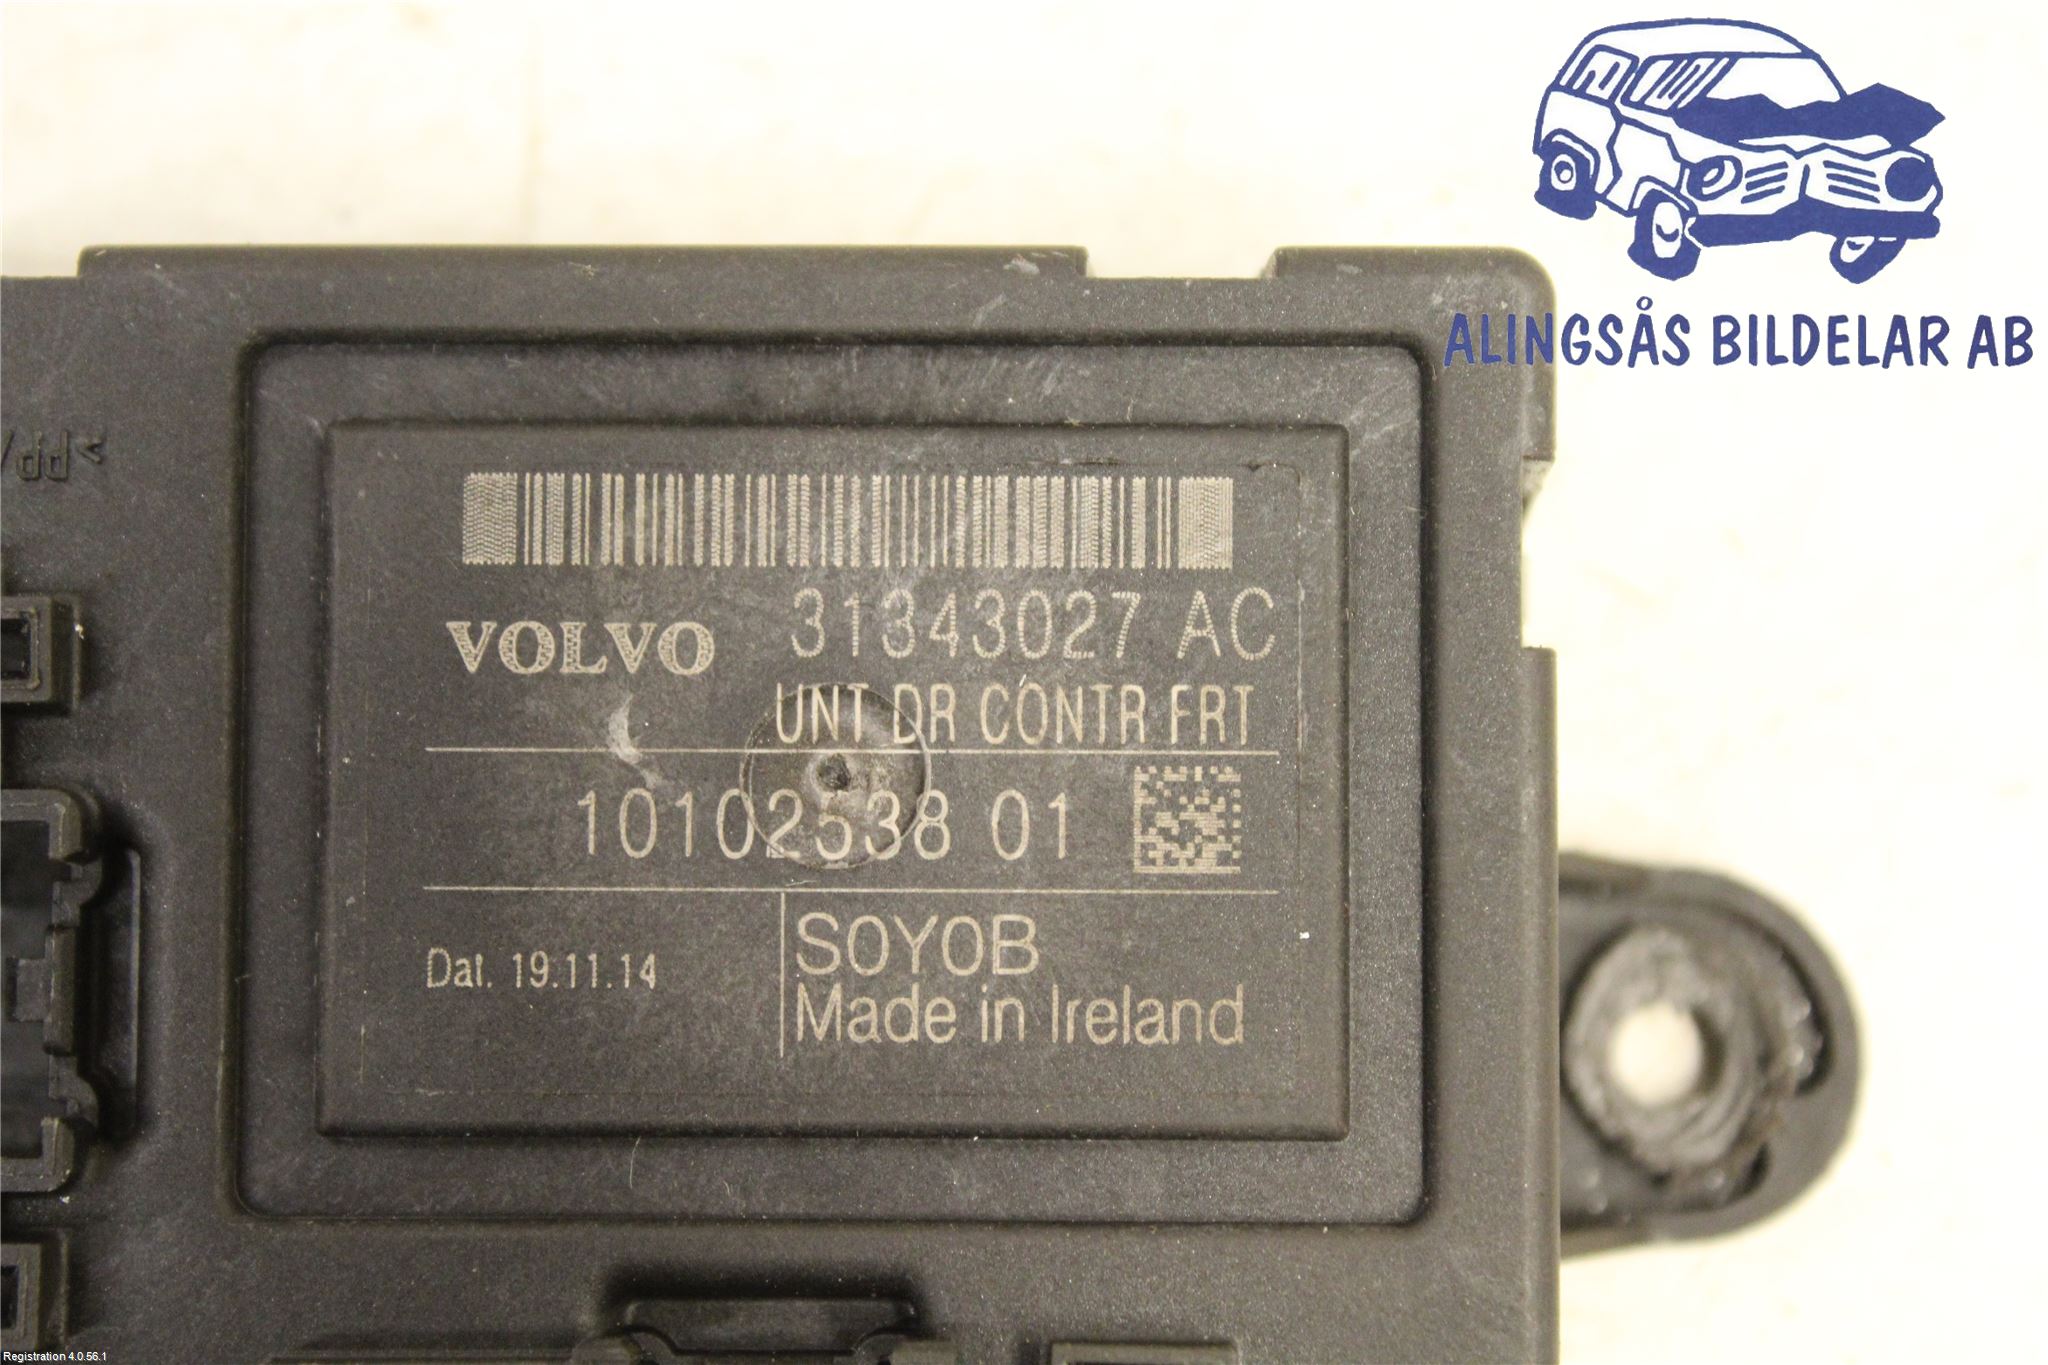 ALINGSÅS BILDELAR AB
VOLVO 31343027 AC
UNT DR CONTR FRT
10102538 01
Dat. 19.11.14
S0Y0B
Made in Ireland
Registration 4.0.56.1